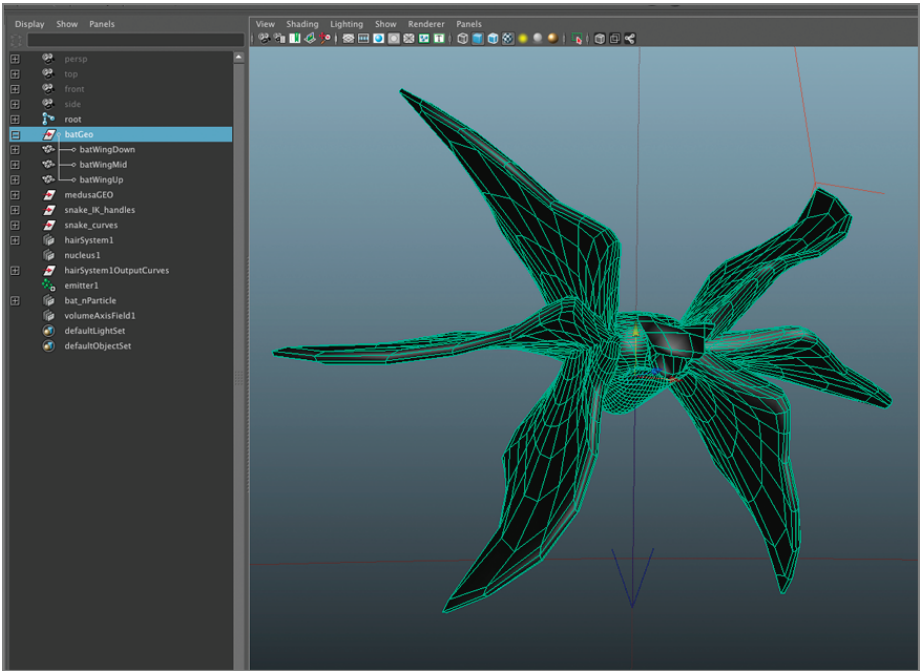 Display Show Panels
View Shading Lighting Show Renderer Panels
persp
top
front
side
root
batGeo
batWingDown
batWingMid
batWingUp
medusaGEO
snake_IK_handles
snake_curves
hairSystem1
nucleus1
hairSystem1OutputCurves
emitter1
bat_nParticle
volumeAxisField1
defaultLightSet
defaultObjectSet